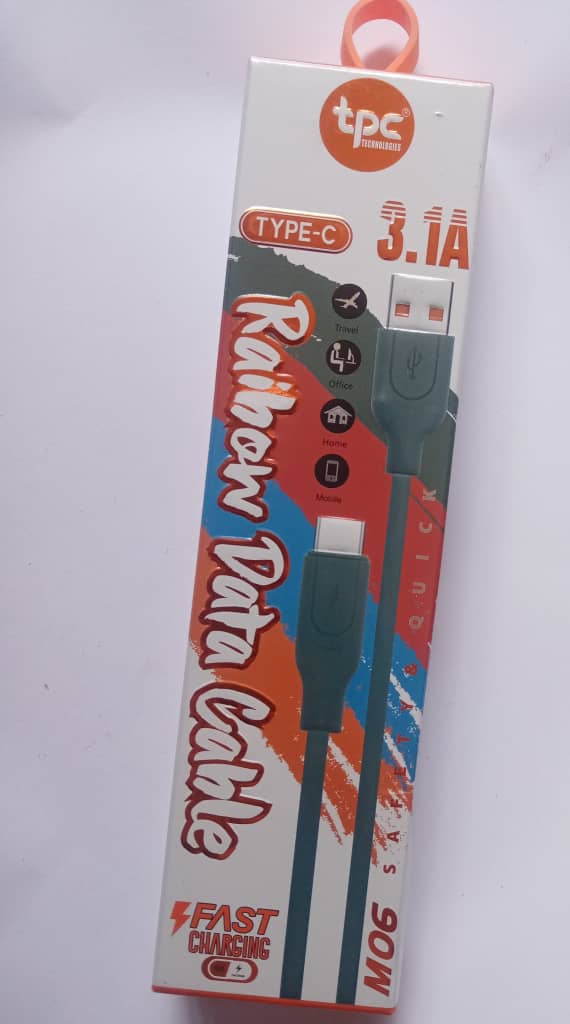 tpc®
TECHNOLOGIES
TYPE-C
3.1A
Travel
Office
Home
Mobile
Raibow Data Cable
SAFETY & QUICK
FAST
CHARGING
M06